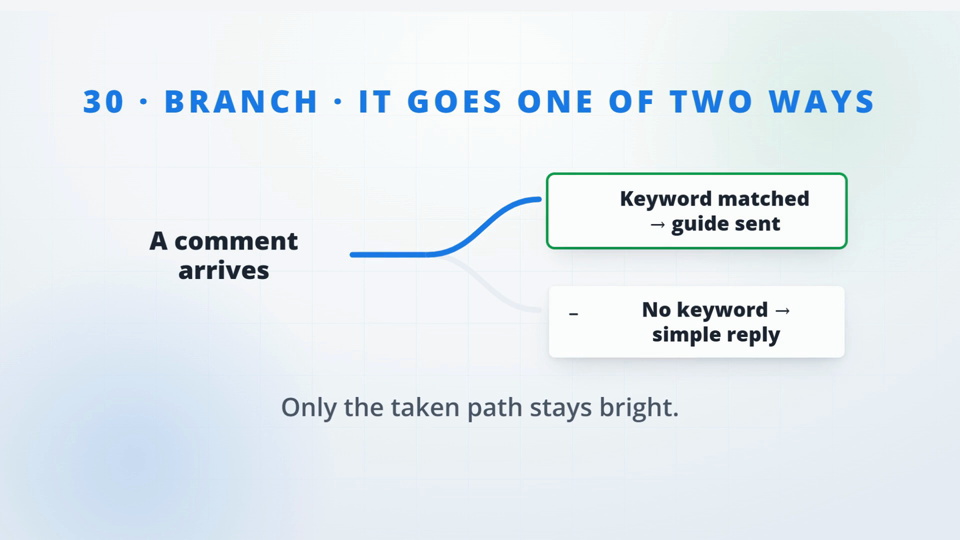 30 · BRANCH · IT GOES ONE OF TWO WAYS
A comment
arrives
Keyword matched
→ guide sent
–
No keyword →
simple reply
Only the taken path stays bright.